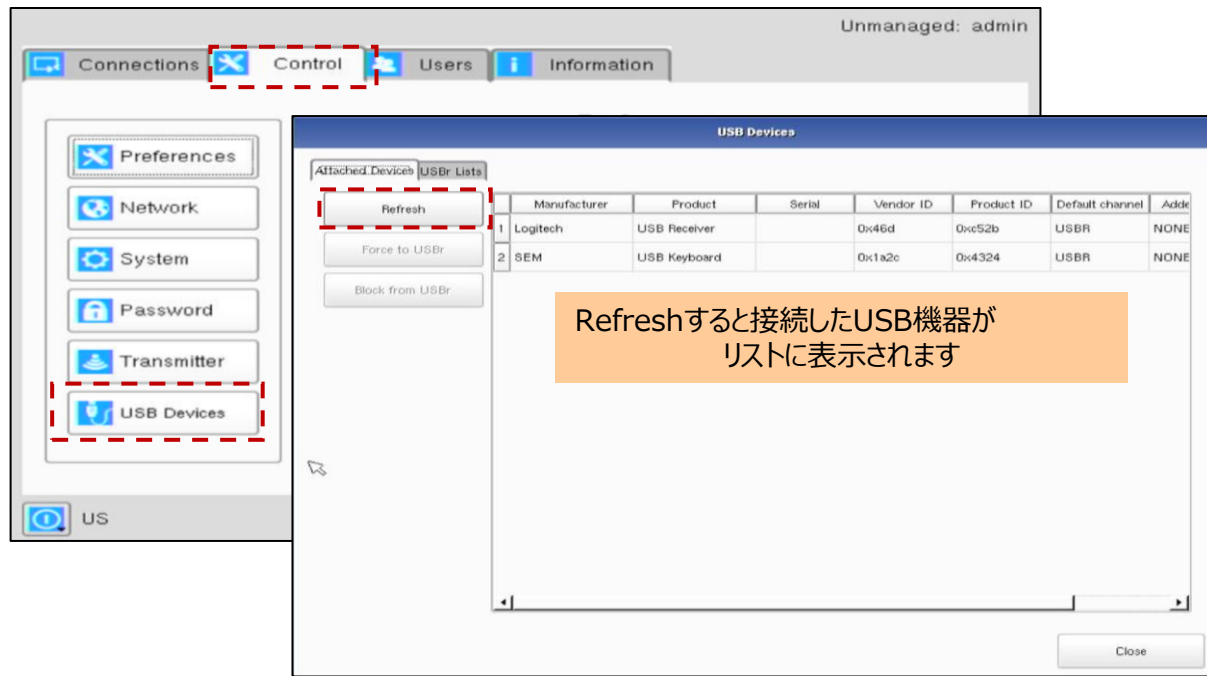 Unmanaged: admin
Connections
Control
Users
Information
Preferences
Network
System
Password
Transmitter
USB Devices
US
USB Devices
Attached Devices
USBr Lists
Refresh
Force to USBr
Block from USBr
Manufacturer Product Serial Vendor ID Product ID Default channel Adde
1 Logitech USB Receiver 0x46d 0xc52b USBR NONE
2 SEM USB Keyboard 0x1a2c 0x4324 USBR NONE
Refreshすると接続したUSB機器が
リストに表示されます
Close